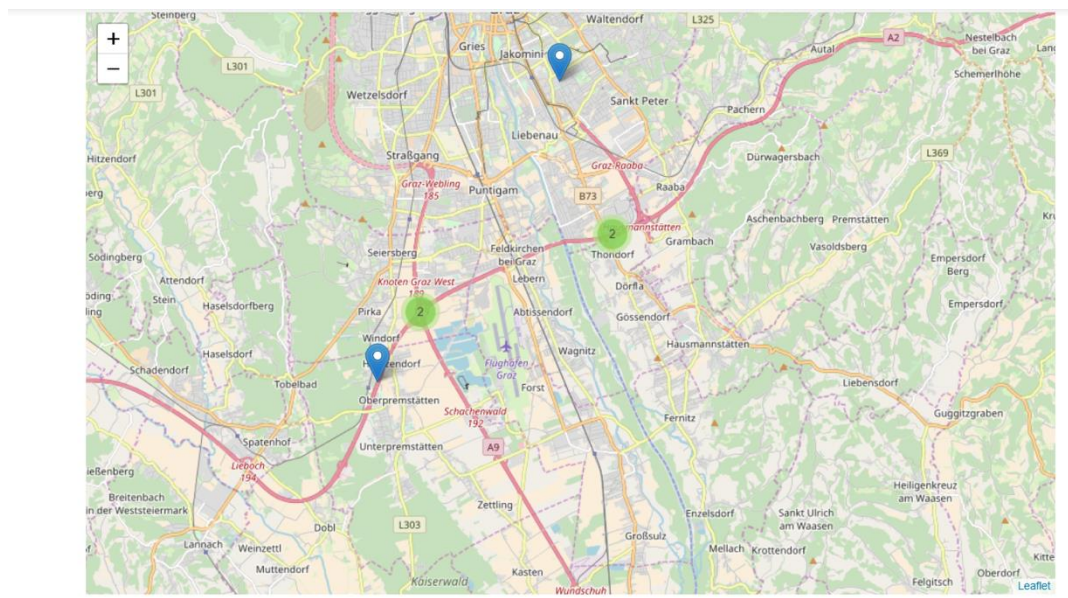 Steinberg
Waltendorf
L325
+
Gries
Jakomini
Autal
A2
Nestelbach
bei Graz
−
L301
Schemerlhöhe
L301
Wetzelsdorf
Sankt Peter
Pachern
Liebenau
Hitzendorf
Straßgang
Graz-Raaba
Dürwagersbach
L369
Graz-Webling
185
Puntigam
B73
Raaba
Aschenbachberg
Premstätten
2
mannstätten
Grambach
Vasoldsberg
Seiersberg
Feldkirchen
bei Graz
Thondorf
Södingberg
Empersdorf
Berg
Attendorf
Knoten Graz West
Lebern
Dörfla
Stein
Haselsdorfberg
Pirka
2
Abtissendorf
Gössendorf
Empersdorf
Windorf
Haselsdorf
Wagnitz
Hausmannstätten
Schadendorf
Flughafen
Graz
Tobelbad
Forst
Liebensdorf
Oberpremstätten
Schachenwald
192
Fernitz
Guggitzgraben
Spatenhof
Unterpremstätten
A9
Lieboch
194
Breitenbach
in der Weststeiermark
Zettling
Heiligenkreuz
am Waasen
Enzelsdorf
Sankt Ulrich
am Waasen
Dobl
L303
Großsulz
Lannach
Weinzettl
Mellach
Krottendorf
Muttendorf
Kaiserwald
Kasten
Wundschuh
Felgitsch
Oberdorf
Leaflet